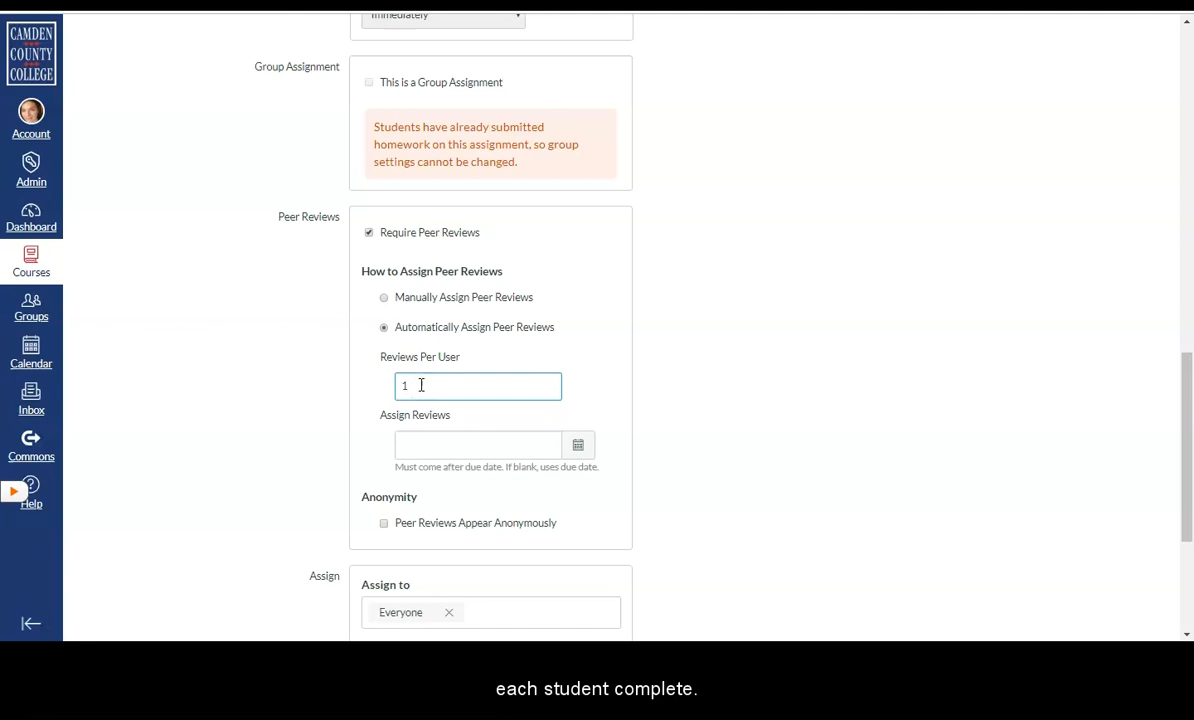 CAMDEN
COUNTY
COLLEGE
Account
Admin
Dashboard
Courses
Groups
Calendar
Inbox
Commons
Help
Immediately
Group Assignment
This is a Group Assignment
Students have already submitted
homework on this assignment, so group
settings cannot be changed.
Peer Reviews
Require Peer Reviews
How to Assign Peer Reviews
Manually Assign Peer Reviews
Automatically Assign Peer Reviews
Reviews Per User
1
Assign Reviews
Must come after due date. If blank, uses due date.
Anonymity
Peer Reviews Appear Anonymously
Assign
Assign to
Everyone
each student complete.